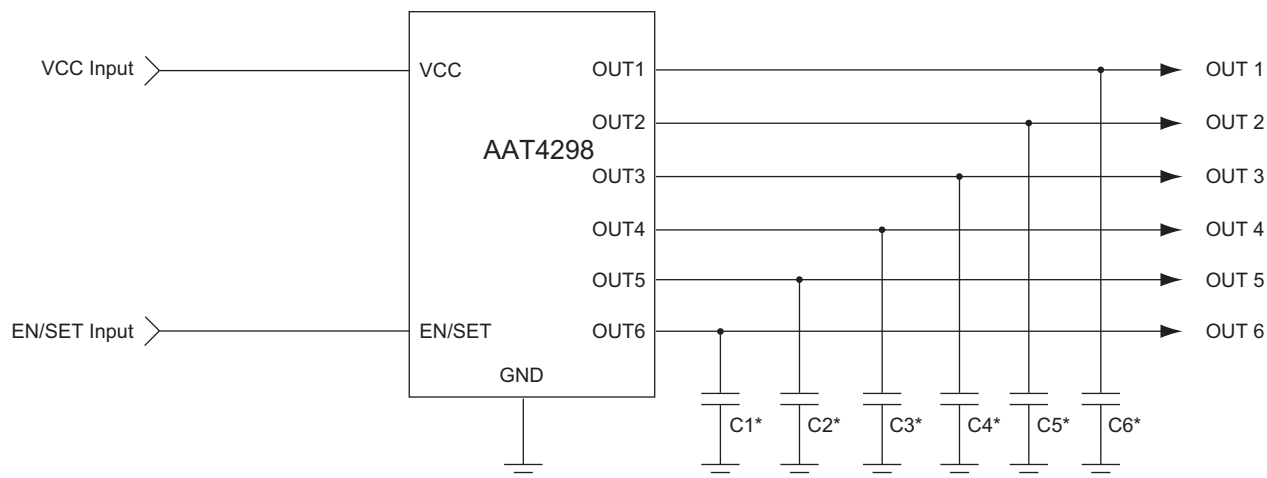 VCC Input
VCC
OUT1
OUT 1
OUT2
OUT 2
AAT4298
OUT3
OUT 3
OUT4
OUT 4
OUT5
OUT 5
EN/SET Input
EN/SET
OUT6
OUT 6
GND
C1*
C2*
C3*
C4*
C5*
C6*